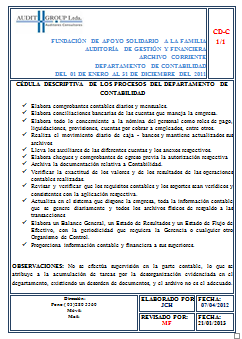 AUDIT GROUP Ltda.
CD-C
1/1
FUNDACIÓN DE APOYO SOLIDARIO A LA FAMILIA
AUDITORÍA DE GESTIÓN Y FINANCIERA
ARCHIVO CORRIENTE
DEPARTAMENTO DE CONTABILIDAD
DEL 01 DE ENERO AL 31 DE DICIEMBRE DEL 2011
CÉDULA DESCRIPTIVA DE LOS PROCESOS DEL DEPARTAMENTO DE
CONTABILIDAD
✓ Elabora comprobantes contables diarios y mensuales.
✓ Elabora conciliaciones bancarias de las cuentas que maneja la empresa.
✓ Elabora todo lo concerniente a la nómina del personal como roles de pago,
liquidaciones, provisiones, cuentas por cobrar a empleados, entre otros.
✓ Realiza el movimiento diario de caja – bancos y mantiene actualizados sus
archivos
✓ Lleva los auxiliares de las diferentes cuentas y los anexos respectivos.
✓ Elabora cheques y comprobantes de egreso previa la autorización respectiva
✓ Archiva la documentación relativa a Contabilidad.
✓ Verificar la exactitud de los valores y de los resultados de las operaciones
contables realizadas.
✓ Revisar y verificar que los requisitos contables y los soportes sean verídicos y
consistentes con la aplicación respectiva.
✓ Actualiza en el sistema que dispone la empresa, toda la información contable
que se genere diariamente y todos los archivos físicos de respaldo a las
transacciones
✓ Elabora un Balance General, un Estado de Resultados y un Estado de Flujo de
Efectivo, con la periodicidad que requiera la Gerencia o cualquier otro
Organismo de Control.
✓ Proporciona información contable y financiera a sus superiores.
OBSERVACIONES: No se efectúa supervisión en la parte contable, lo que se
atribuye a la acumulación de tareas por la desorganización evidenciada en el
departamento, existiendo un desorden de documentos, y el archivo no es el adecuado.
Dirección:
Móvil:
Mail:
ELABORADO POR
JCH
FECHA:
07/04/2012
REVISADO POR:
MF
FECHA:
21/01/2013